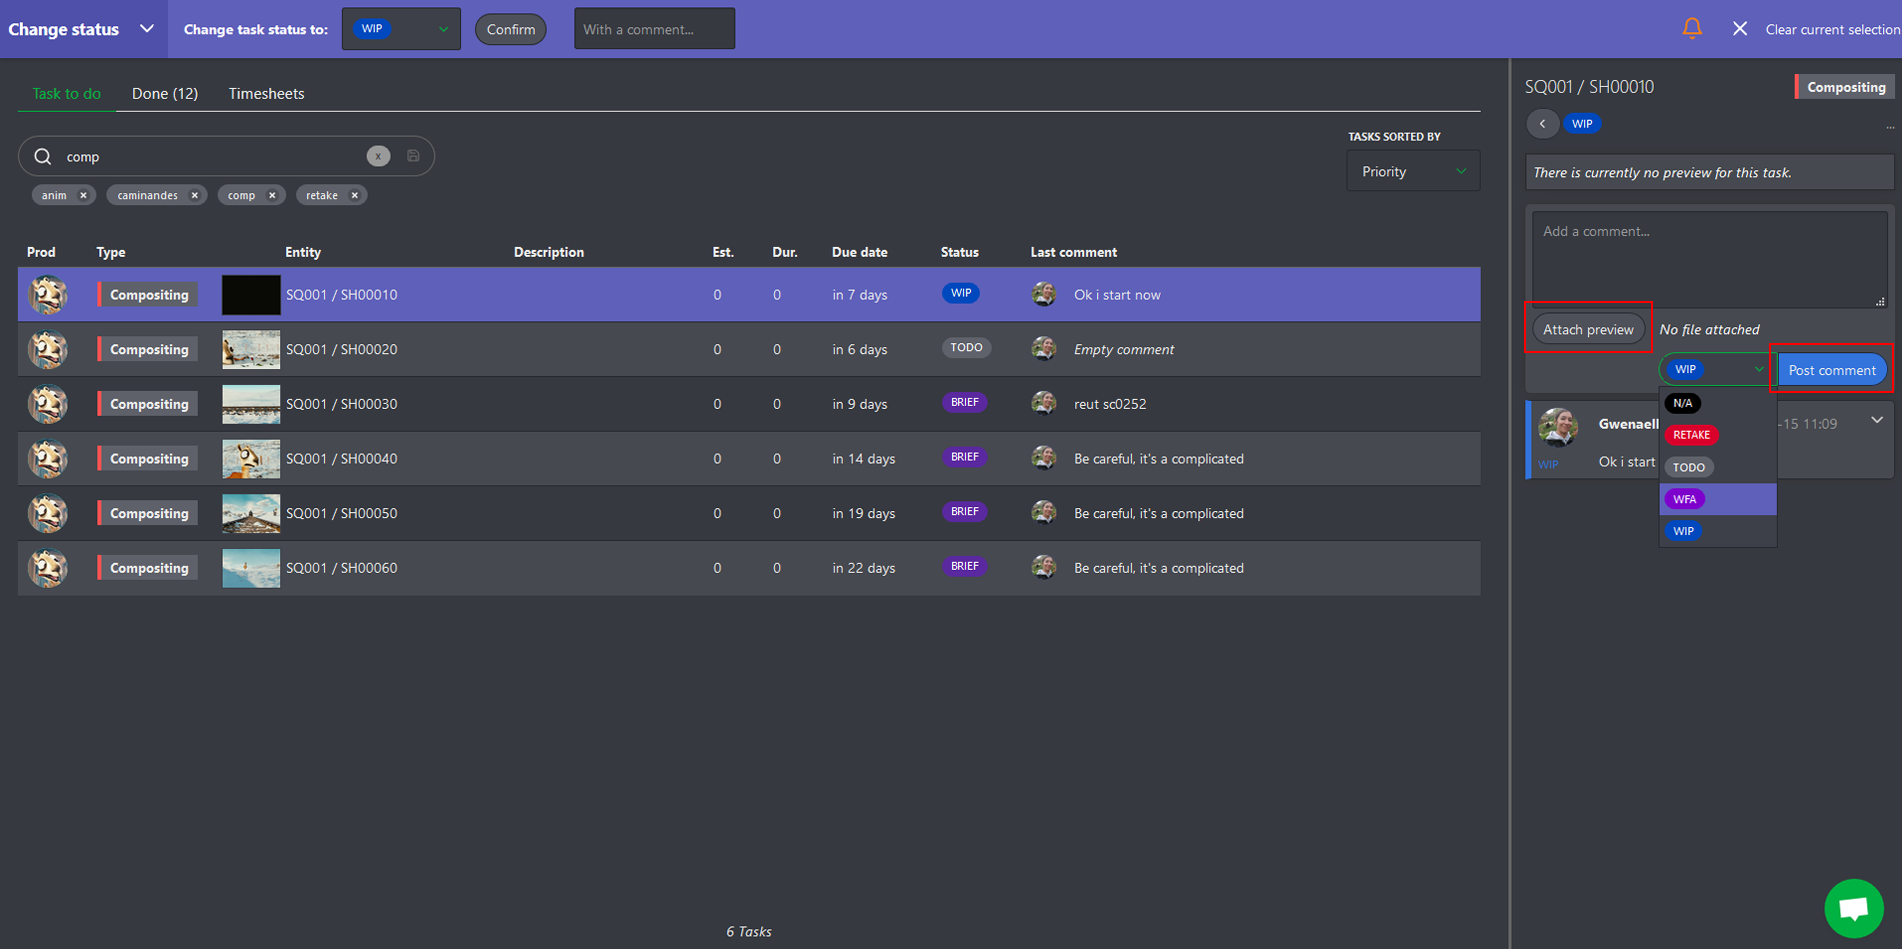 Change status
Change task status to:
WIP
Confirm
With a comment...
Clear current selection
Task to do
Done (12)
Timesheets
comp
x
anim ×
caminandes ×
comp ×
retake ×
TASKS SORTED BY
Priority
Prod Type Entity Description Est. Dur. Due date Status Last comment
Compositing SQ001 / SH00010 0 0 in 7 days WIP Ok i start now
Compositing SQ001 / SH00020 0 0 in 6 days TODO Empty comment
Compositing SQ001 / SH00030 0 0 in 9 days BRIEF reut sc0252
Compositing SQ001 / SH00040 0 0 in 14 days BRIEF Be careful, it's a complicated
Compositing SQ001 / SH00050 0 0 in 19 days BRIEF Be careful, it's a complicated
Compositing SQ001 / SH00060 0 0 in 22 days BRIEF Be careful, it's a complicated
6 Tasks
SQ001 / SH00010
Compositing
WIP
...
There is currently no preview for this task.
Add a comment...
Attach preview
No file attached
WIP
Post comment
N/A
RETAKE
TODO
WFA
WIP
Gwenaell
-15 11:09
WIP
Ok i start